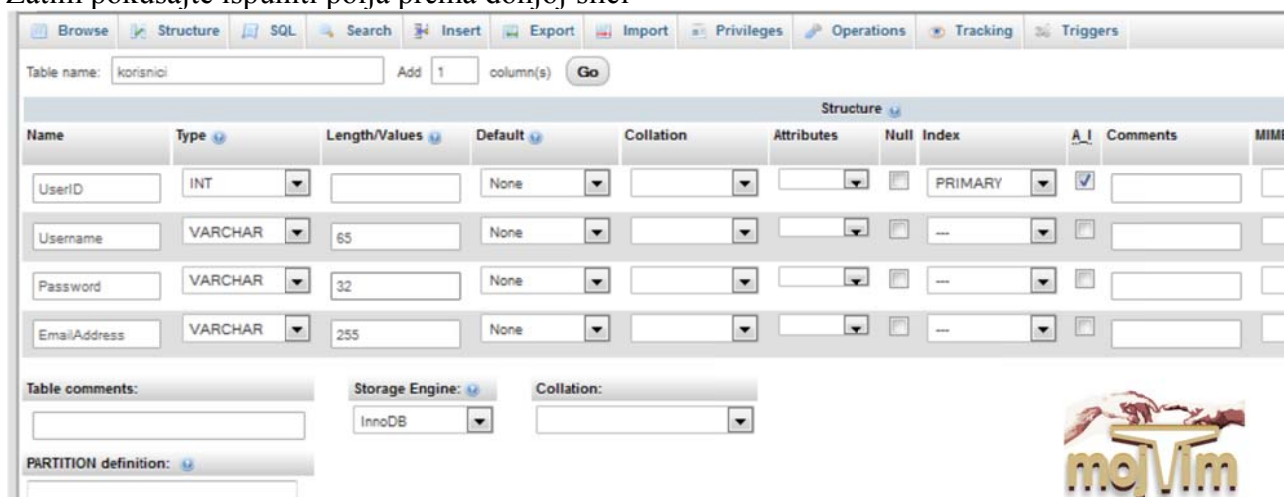 Zatim pokušajte ispuniti polja prema donjoj slici
Browse Structure SQL Search Insert Export Import Privileges Operations Tracking Triggers
Table name: korisnici Add 1 column(s) Go
Structure
Name Type Length/Values Default Collation Attributes Null Index A_I Comments MIME
UserID INT None PRIMARY
Username VARCHAR 65 None ---
Password VARCHAR 32 None ---
EmailAddress VARCHAR 255 None ---
Table comments: Storage Engine: Collation:
InnoDB
PARTITION definition:
mojVim